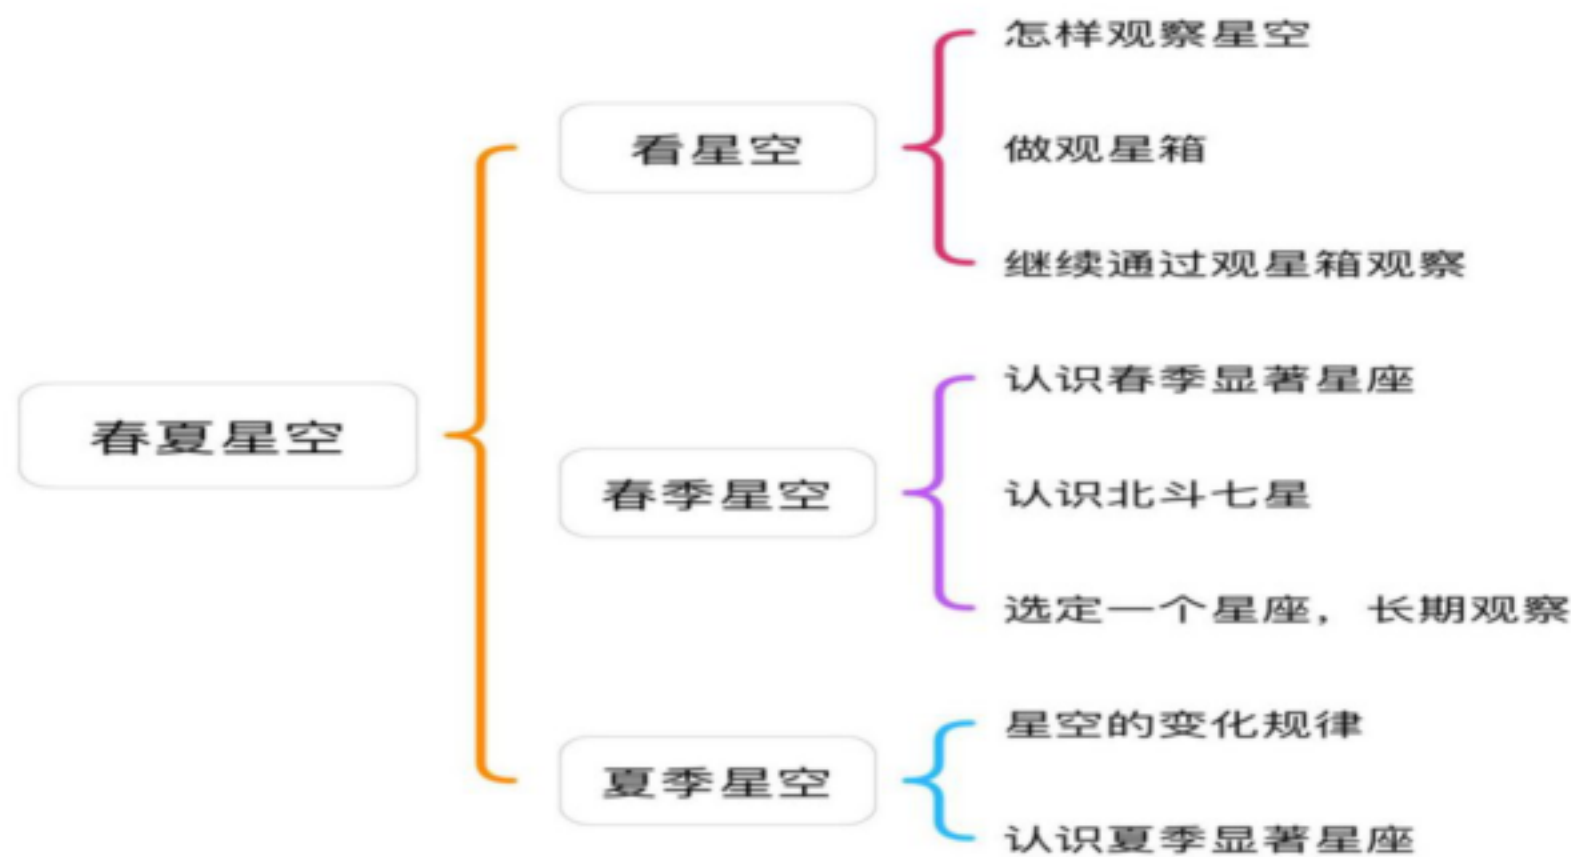 春夏星空
看星空
怎样观察星空
做观星箱
继续通过观星箱观察
春季星空
认识春季显著星座
认识北斗七星
选定一个星座，长期观察
夏季星空
星空的变化规律
认识夏季显著星座